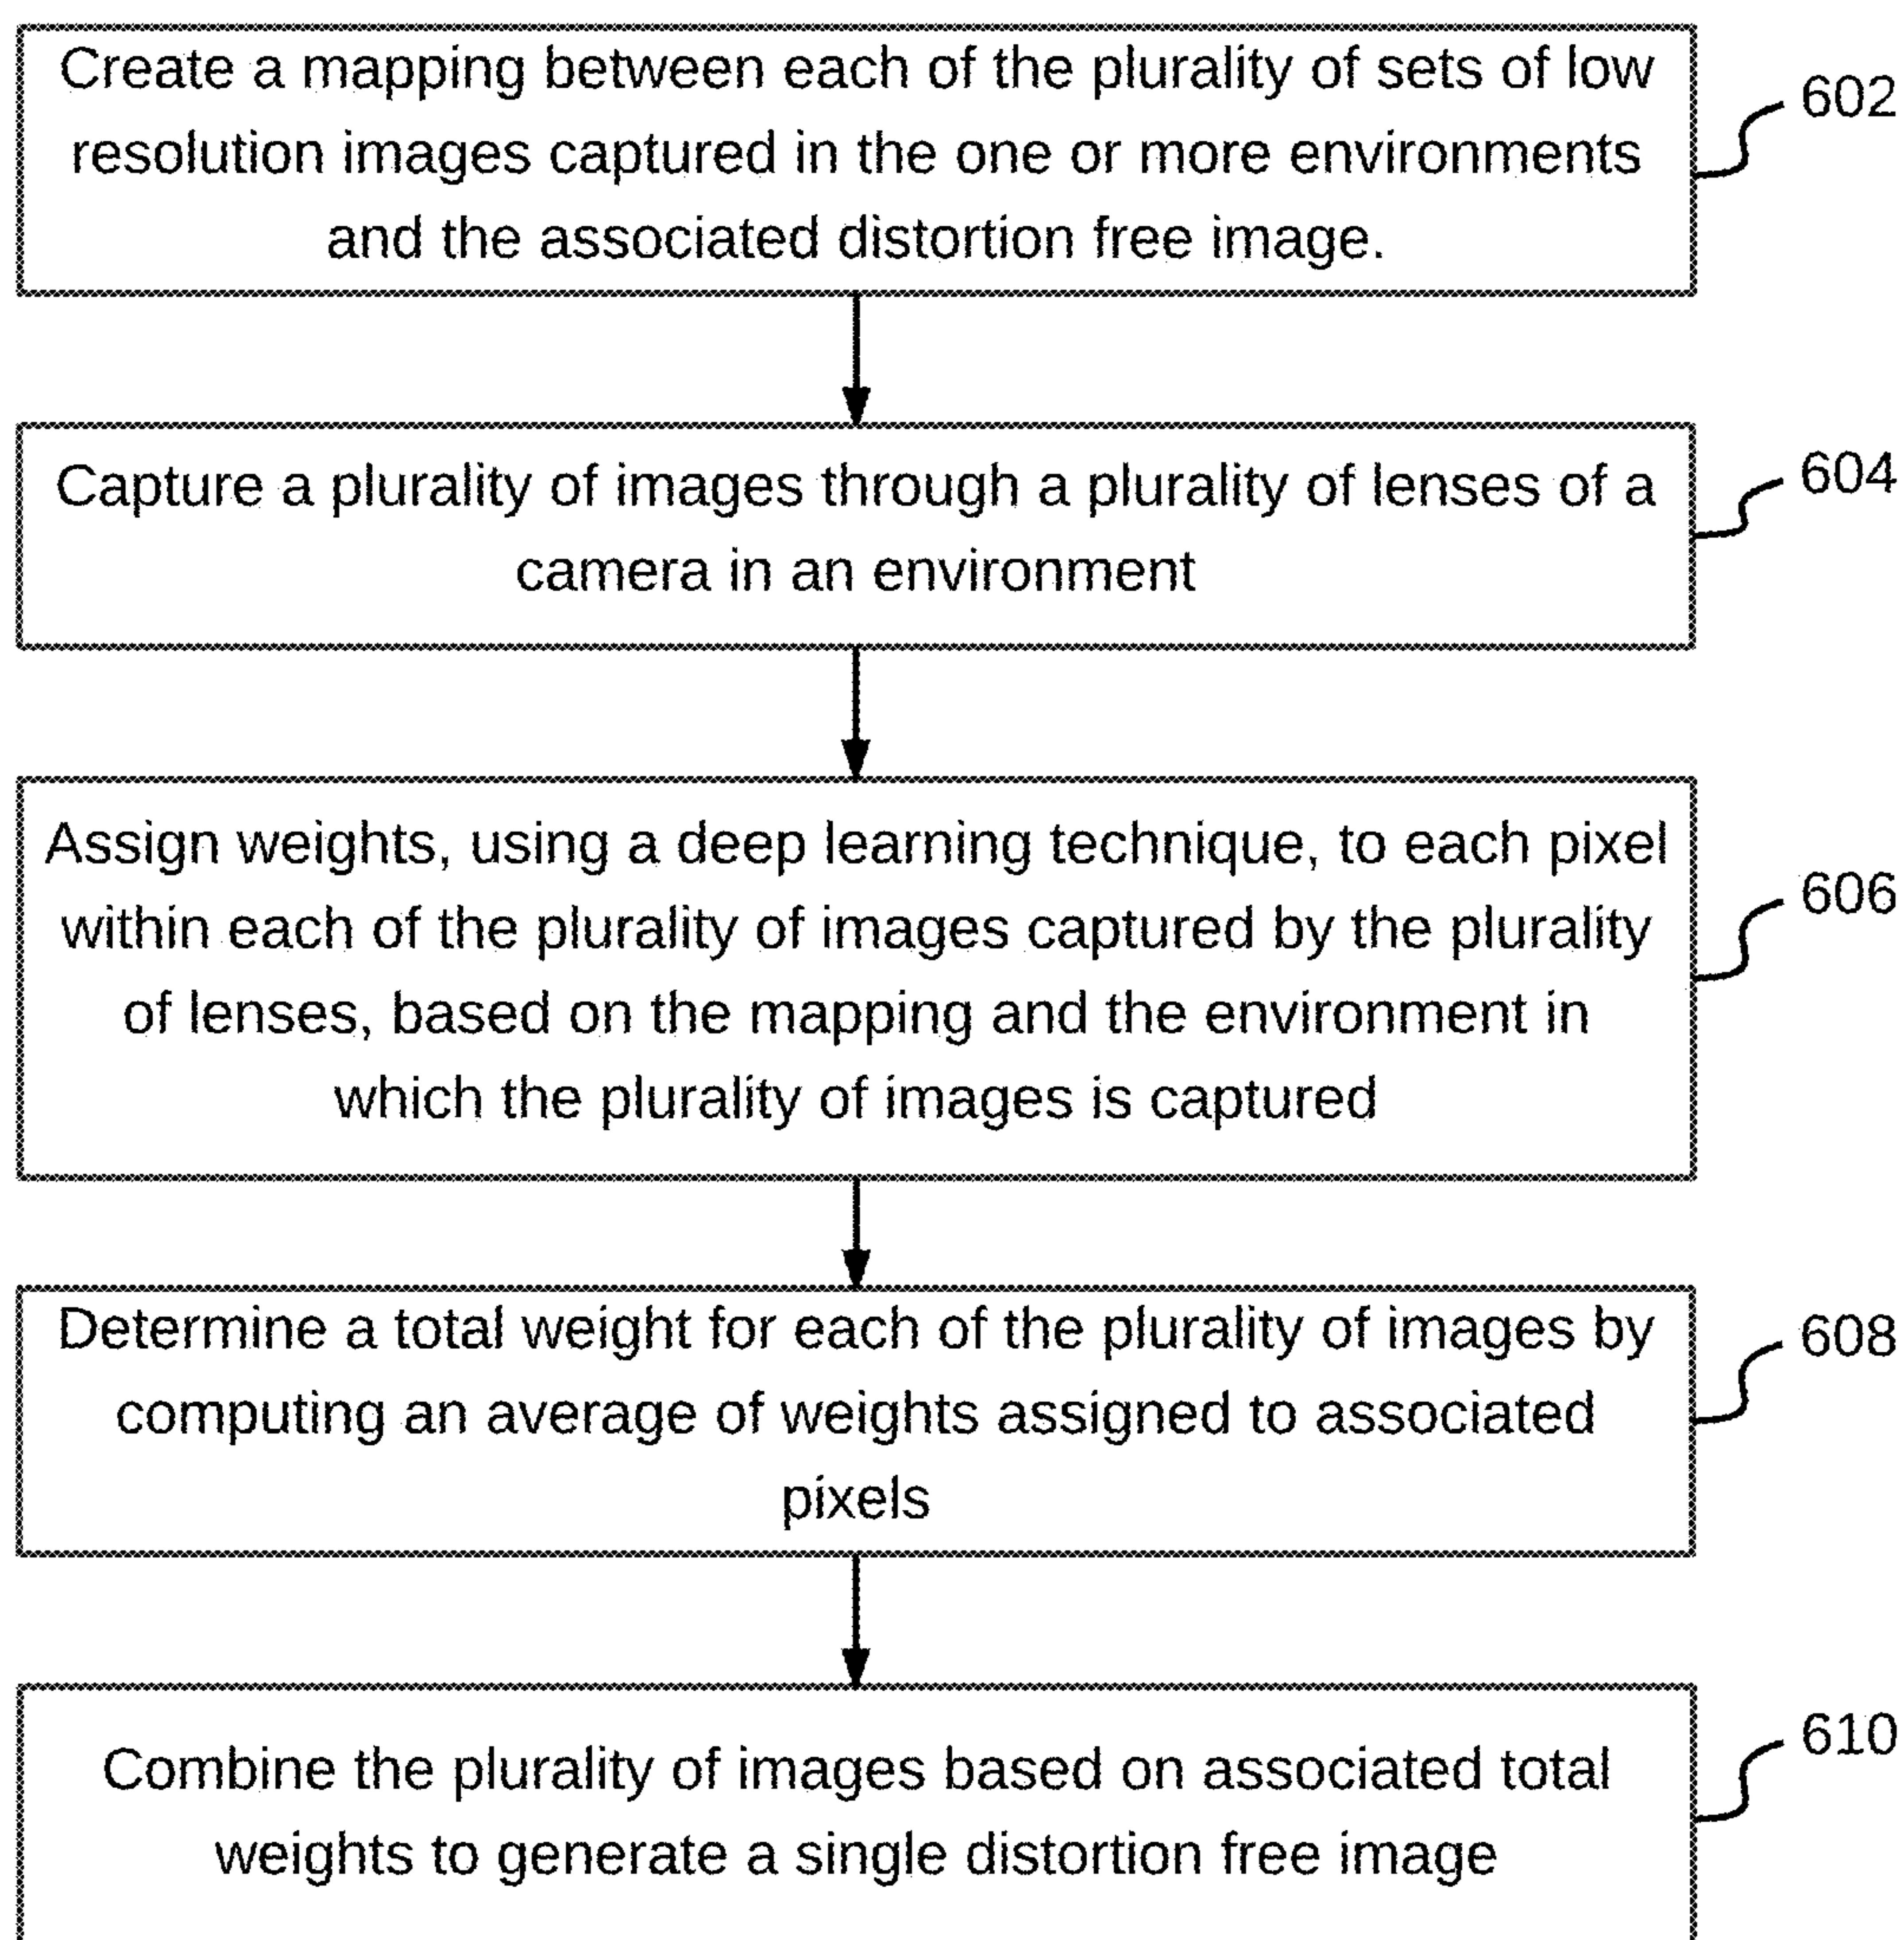 Create a mapping between each of the plurality of sets of low
resolution images captured in the one or more environments
and the associated distortion free image.
602
Capture a plurality of images through a plurality of lenses of a
camera in an environment
604
Assign weights, using a deep learning technique, to each pixel
within each of the plurality of images captured by the plurality
of lenses, based on the mapping and the environment in
which the plurality of images is captured
606
Determine a total weight for each of the plurality of images by
computing an average of weights assigned to associated
pixels
608
Combine the plurality of images based on associated total
weights to generate a single distortion free image
610